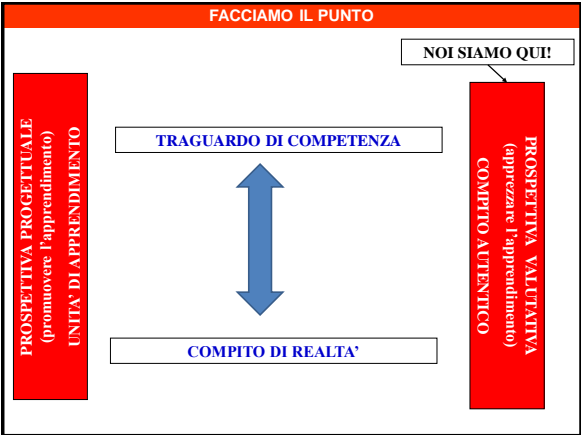 FACCIAMO IL PUNTO
NOI SIAMO QUI!
PROSPETTIVA PROGETTUALE
(promuovere l’apprendimento)
UNITA’ DI APPRENDIMENTO
TRAGUARDO DI COMPETENZA
COMPITO DI REALTA’
PROSPETTIVA VALUTATIVA
(apprezzare l’apprendimento)
COMPITO AUTENTICO